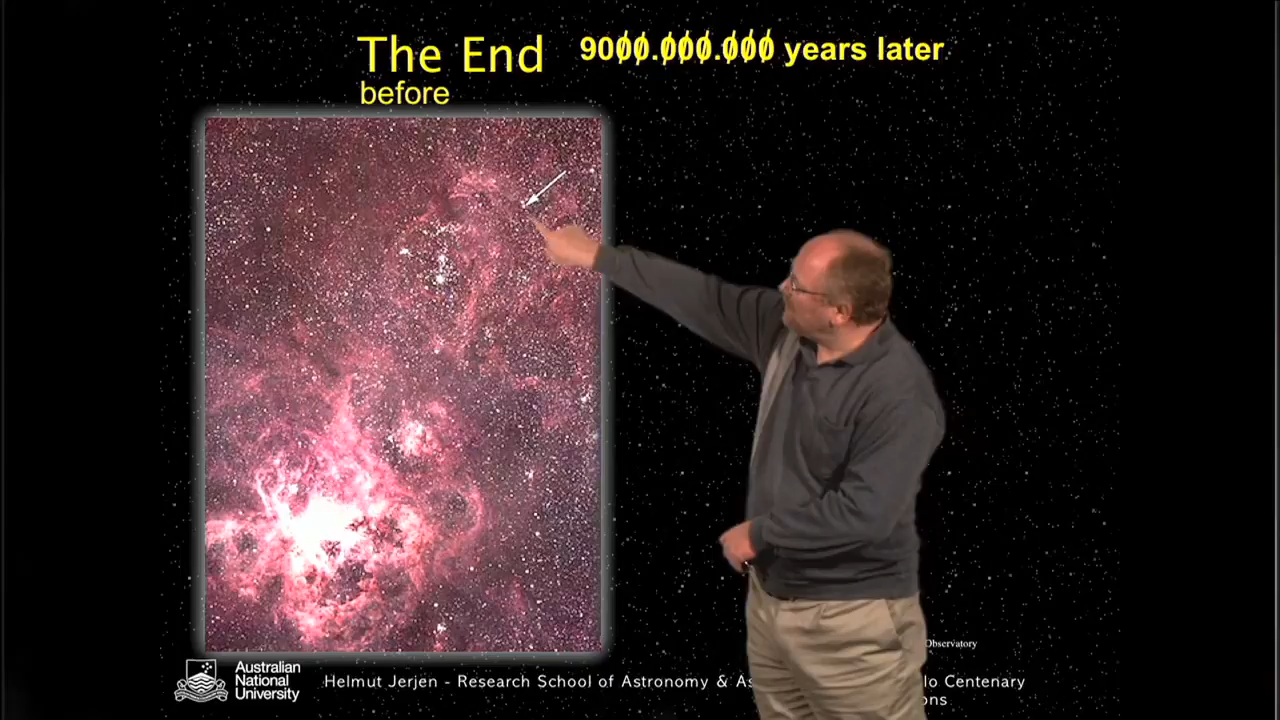 The End
9000.000.000 years later
before
Observatory
Australian
National
University
Helmut Jerjen - Research School of Astronomy & As lo Centenary
ons